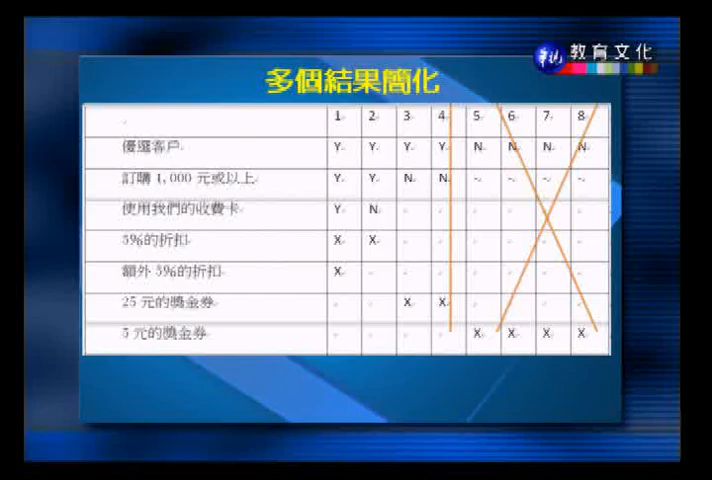 華視 教育文化
多個結果簡化
1 2 3 4 5 6 7 8
優選客戶 Y Y Y Y N N N N
訂購 1,000 元或以上 Y Y N N - - - -
使用我們的收費卡 Y N
5%的折扣 X X
額外 5%的折扣 X
25 元的獎金券 X X
5 元的獎金券 X X X X